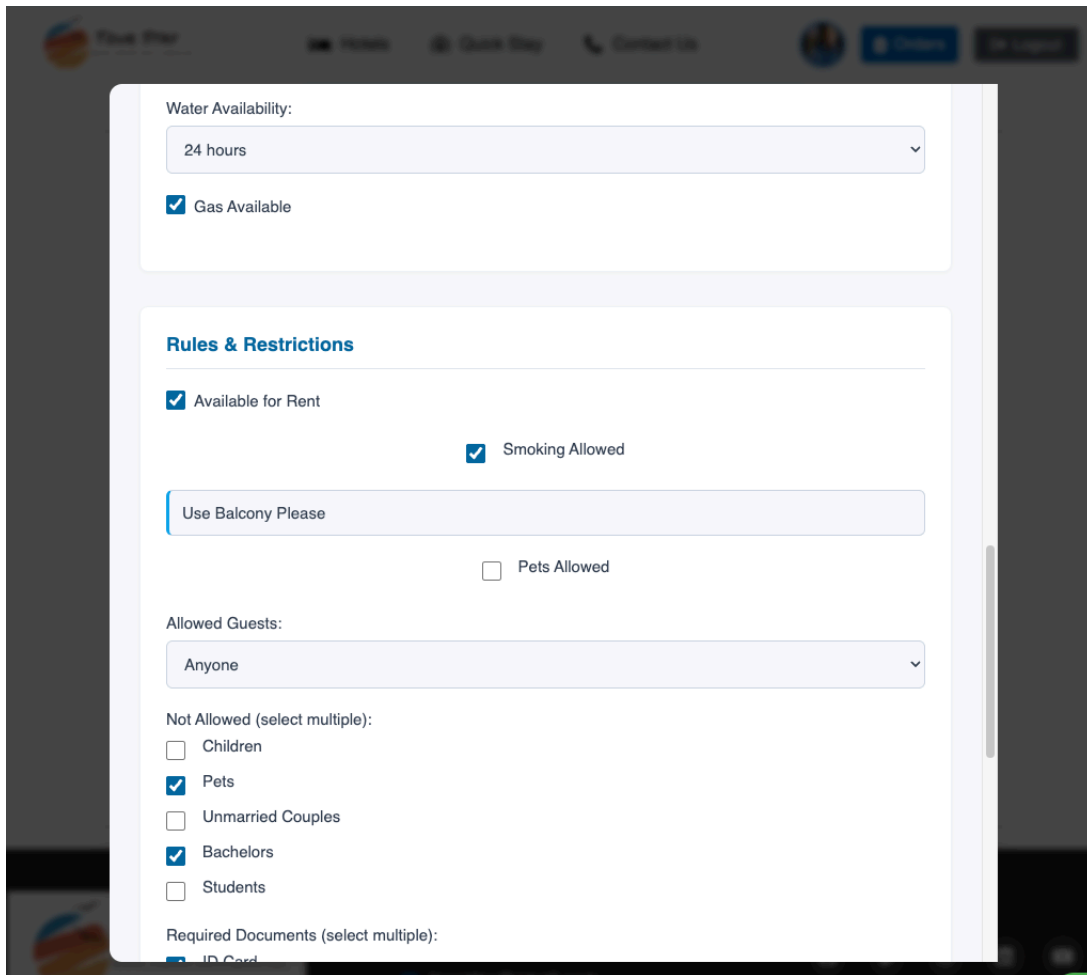 Hotels
Quick Stay
Contact Us
Orders
Logout
Water Availability:
24 hours
Gas Available
Rules & Restrictions
Available for Rent
Smoking Allowed
Use Balcony Please
Pets Allowed
Allowed Guests:
Anyone
Not Allowed (select multiple):
Children
Pets
Unmarried Couples
Bachelors
Students
Required Documents (select multiple):
ID Card